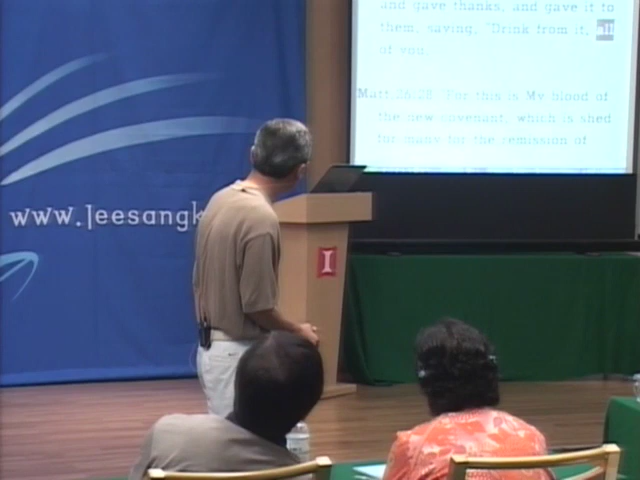 and gave thanks, and gave it to
them, saying, "Drink from it, all
of you.
Matt.26:28 "For this is My blood of
the new covenant, which is shed
for many for the remission of
www.Jeesangk
I